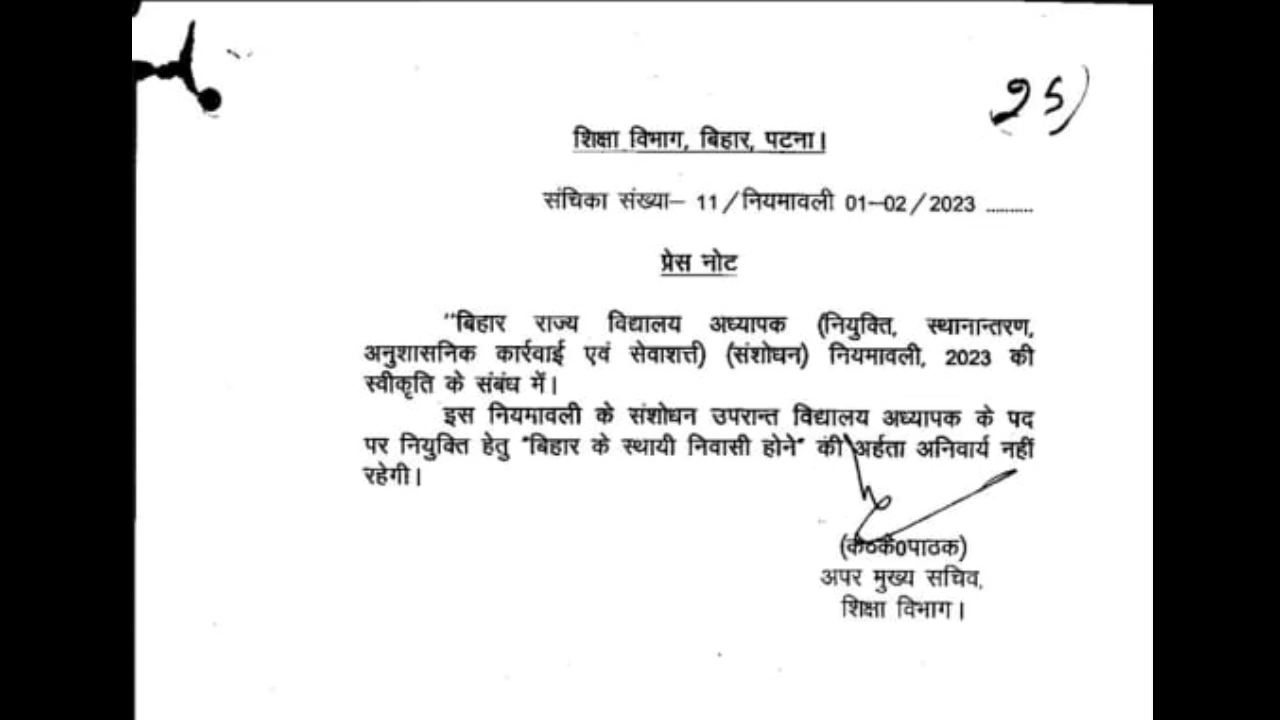 25)
शिक्षा विभाग, बिहार, पटना।
संचिका संख्या– 11/नियमावली 01–02/2023 ..........
प्रेस नोट
''बिहार राज्य विद्यालय अध्यापक (नियुक्ति, स्थानान्तरण,
अनुशासनिक कार्रवाई एवं सेवाशर्त्त) (संशोधन) नियमावली, 2023 की
स्वीकृति के संबंध में।
इस नियमावली के संशोधन उपरान्त विद्यालय अध्यापक के पद
पर नियुक्ति हेतु "बिहार के स्थायी निवासी होने" की अर्हता अनिवार्य नहीं
रहेगी।
(के०के0पाठक)
अपर मुख्य सचिव,
शिक्षा विभाग।